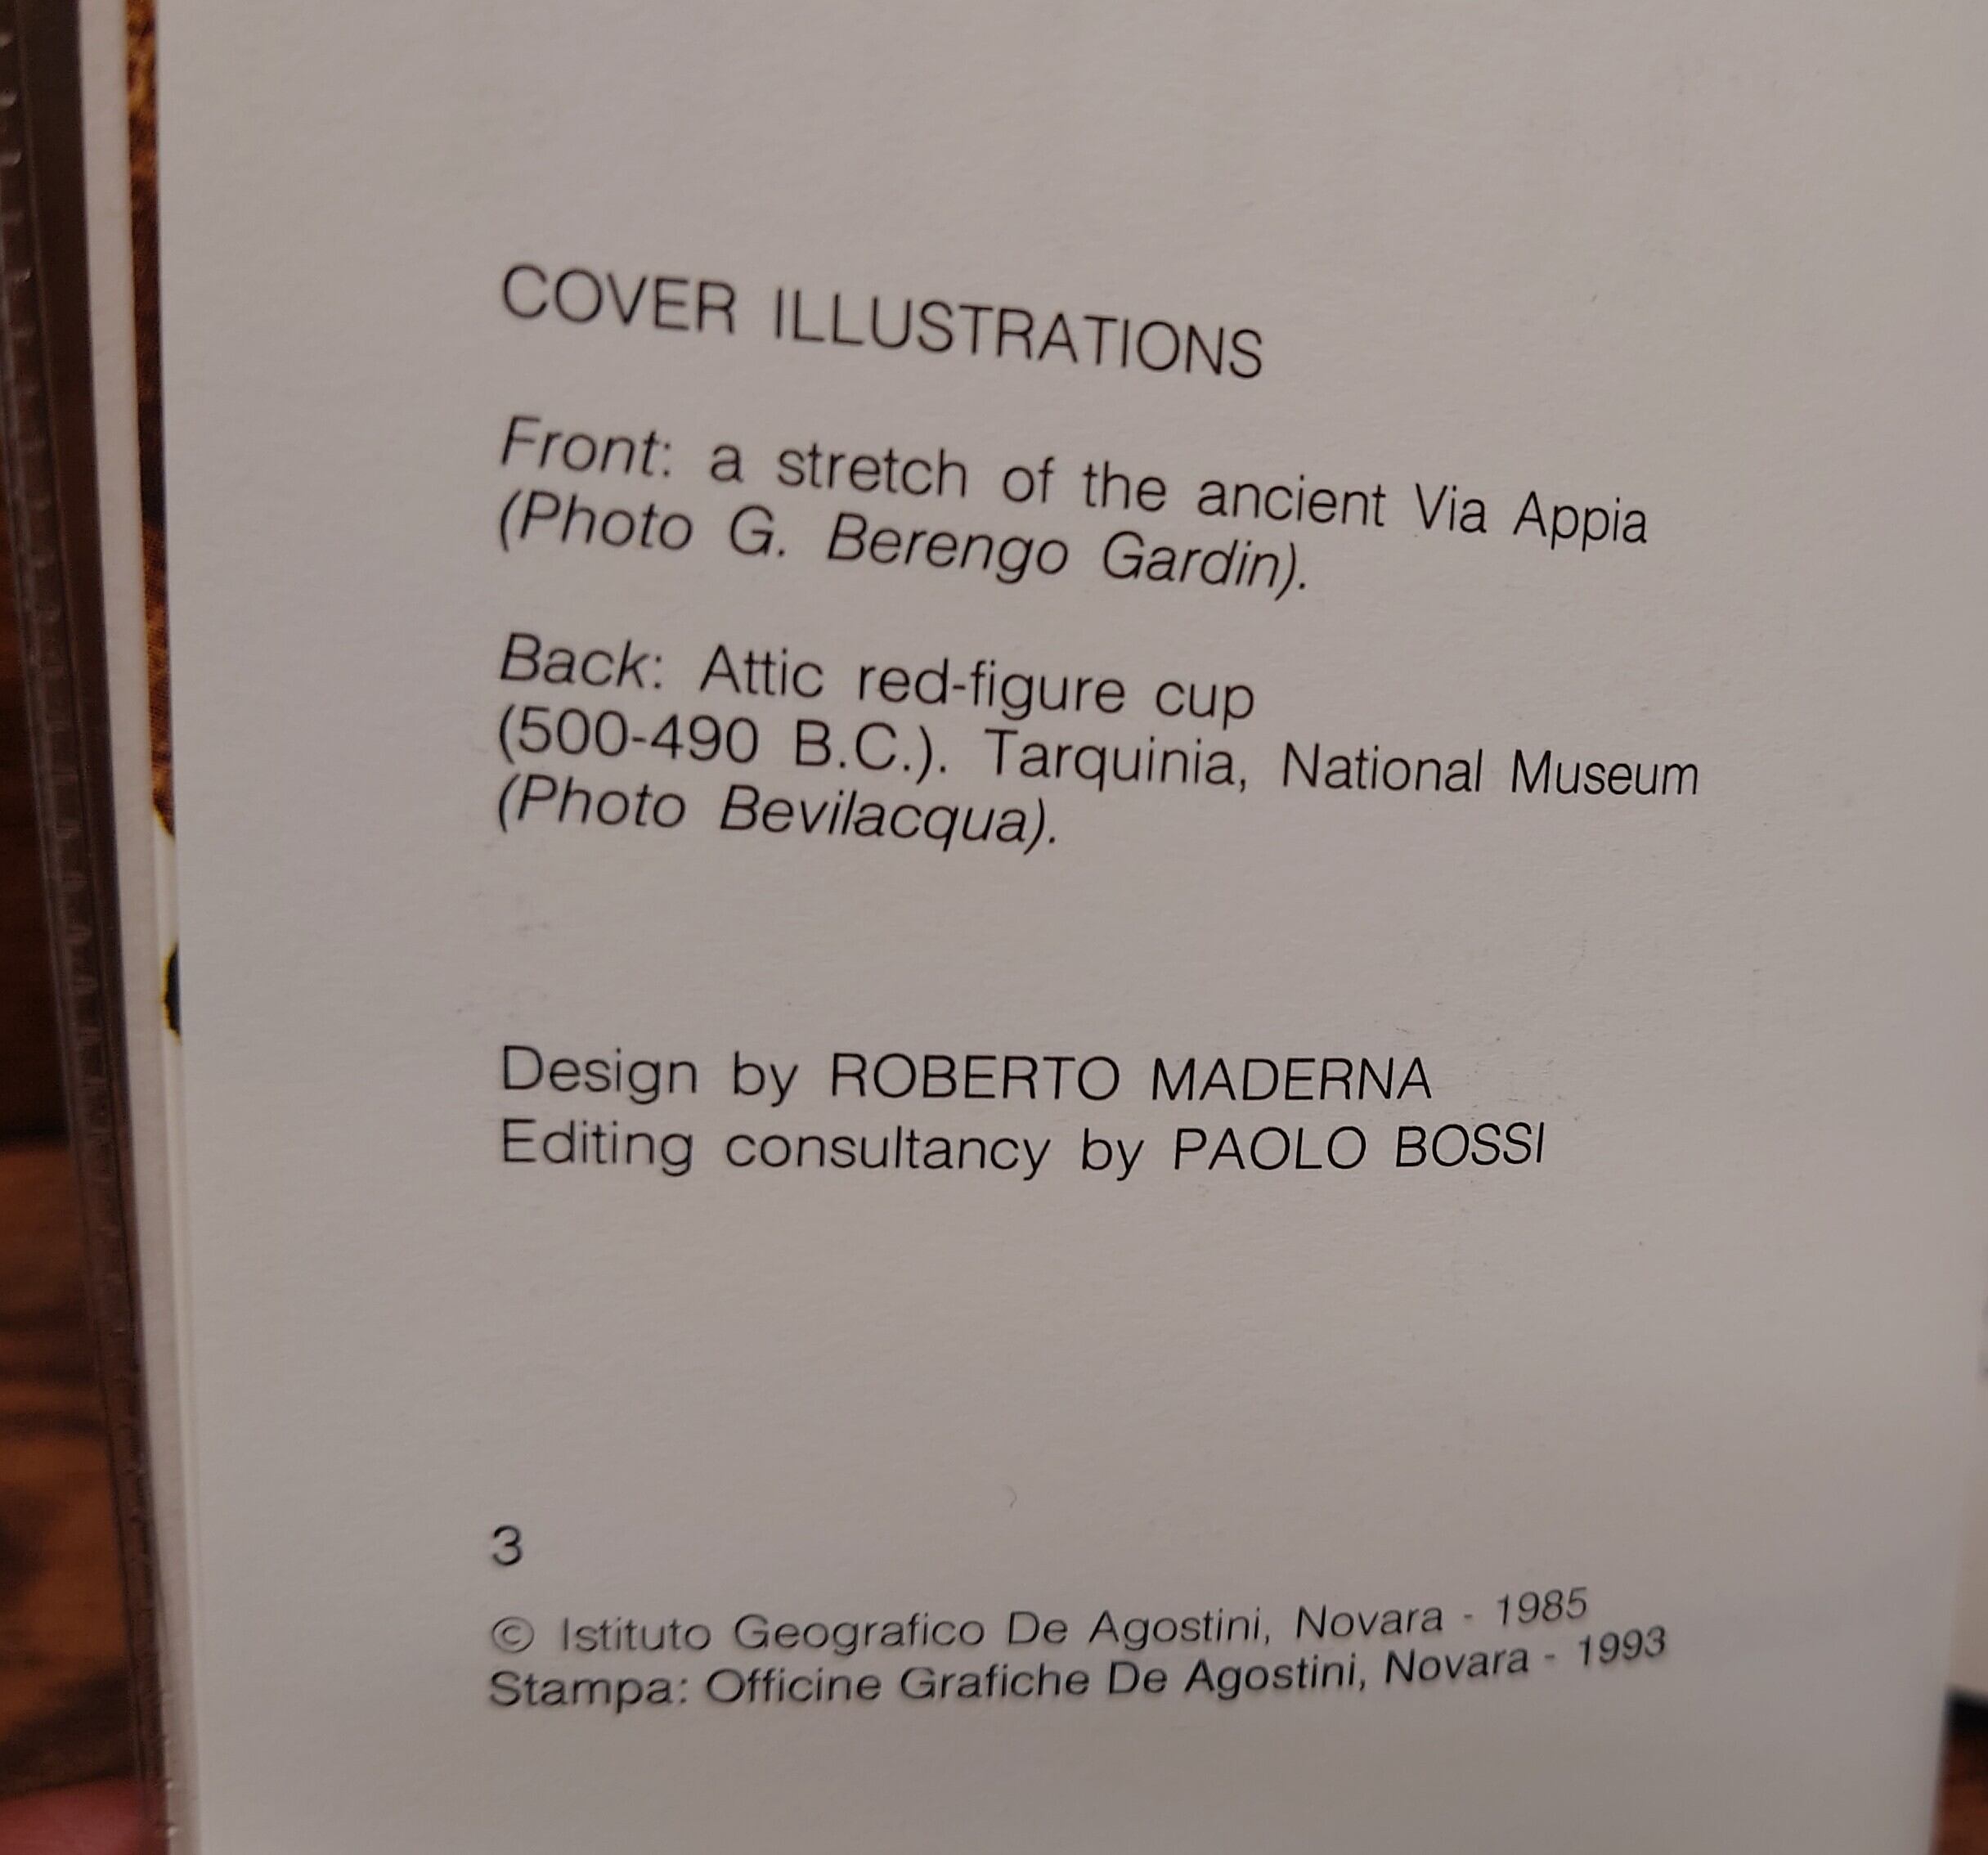 COVER ILLUSTRATIONS
Front: a stretch of the ancient Via Appia
(Photo G. Berengo Gardin).
Back: Attic red-figure cup
(500-490 B.C.). Tarquinia, National Museum
(Photo Bevilacqua).
Design by ROBERTO MADERNA
Editing consultancy by PAOLO BOSSI
3
© Istituto Geografico De Agostini, Novara - 1985
Stampa: Officine Grafiche De Agostini, Novara - 1993